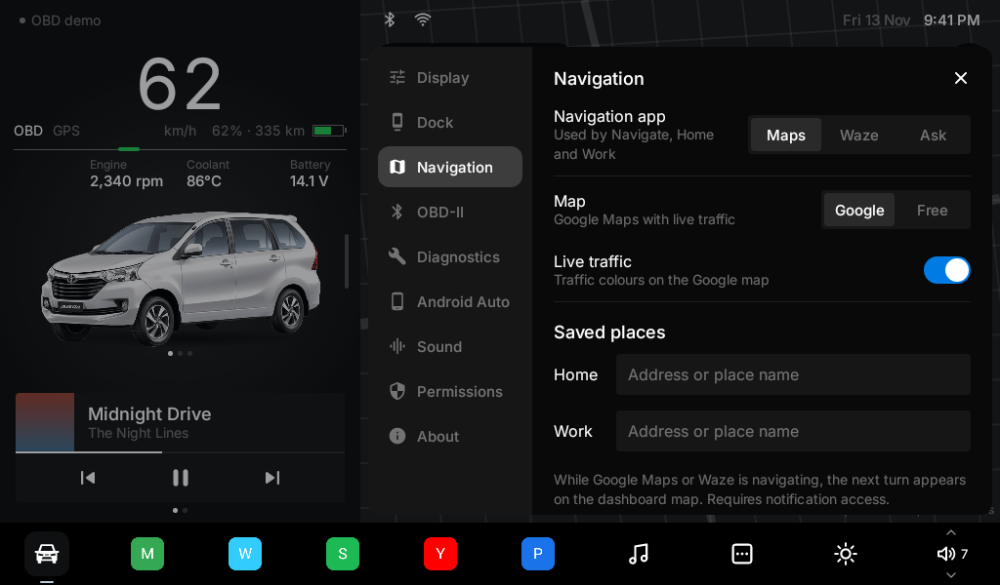 OBD demo
Fri 13 Nov 9:41 PM
62
OBD GPS km/h 62% · 335 km
Engine Coolant Battery
2,340 rpm 86°C 14.1 V
Midnight Drive
The Night Lines
Display
Dock
Navigation
OBD-II
Diagnostics
Android Auto
Sound
Permissions
About
Navigation
Navigation app
Used by Navigate, Home
and Work
Maps Waze Ask
Map
Google Maps with live traffic
Google Free
Live traffic
Traffic colours on the Google map
Saved places
Home Address or place name
Work Address or place name
While Google Maps or Waze is navigating, the next turn appears
on the dashboard map. Requires notification access.
M W S Y P 7